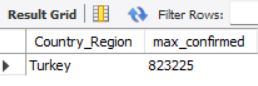 Result Grid Filter Rows:
Country_Region max_confirmed
Turkey 823225